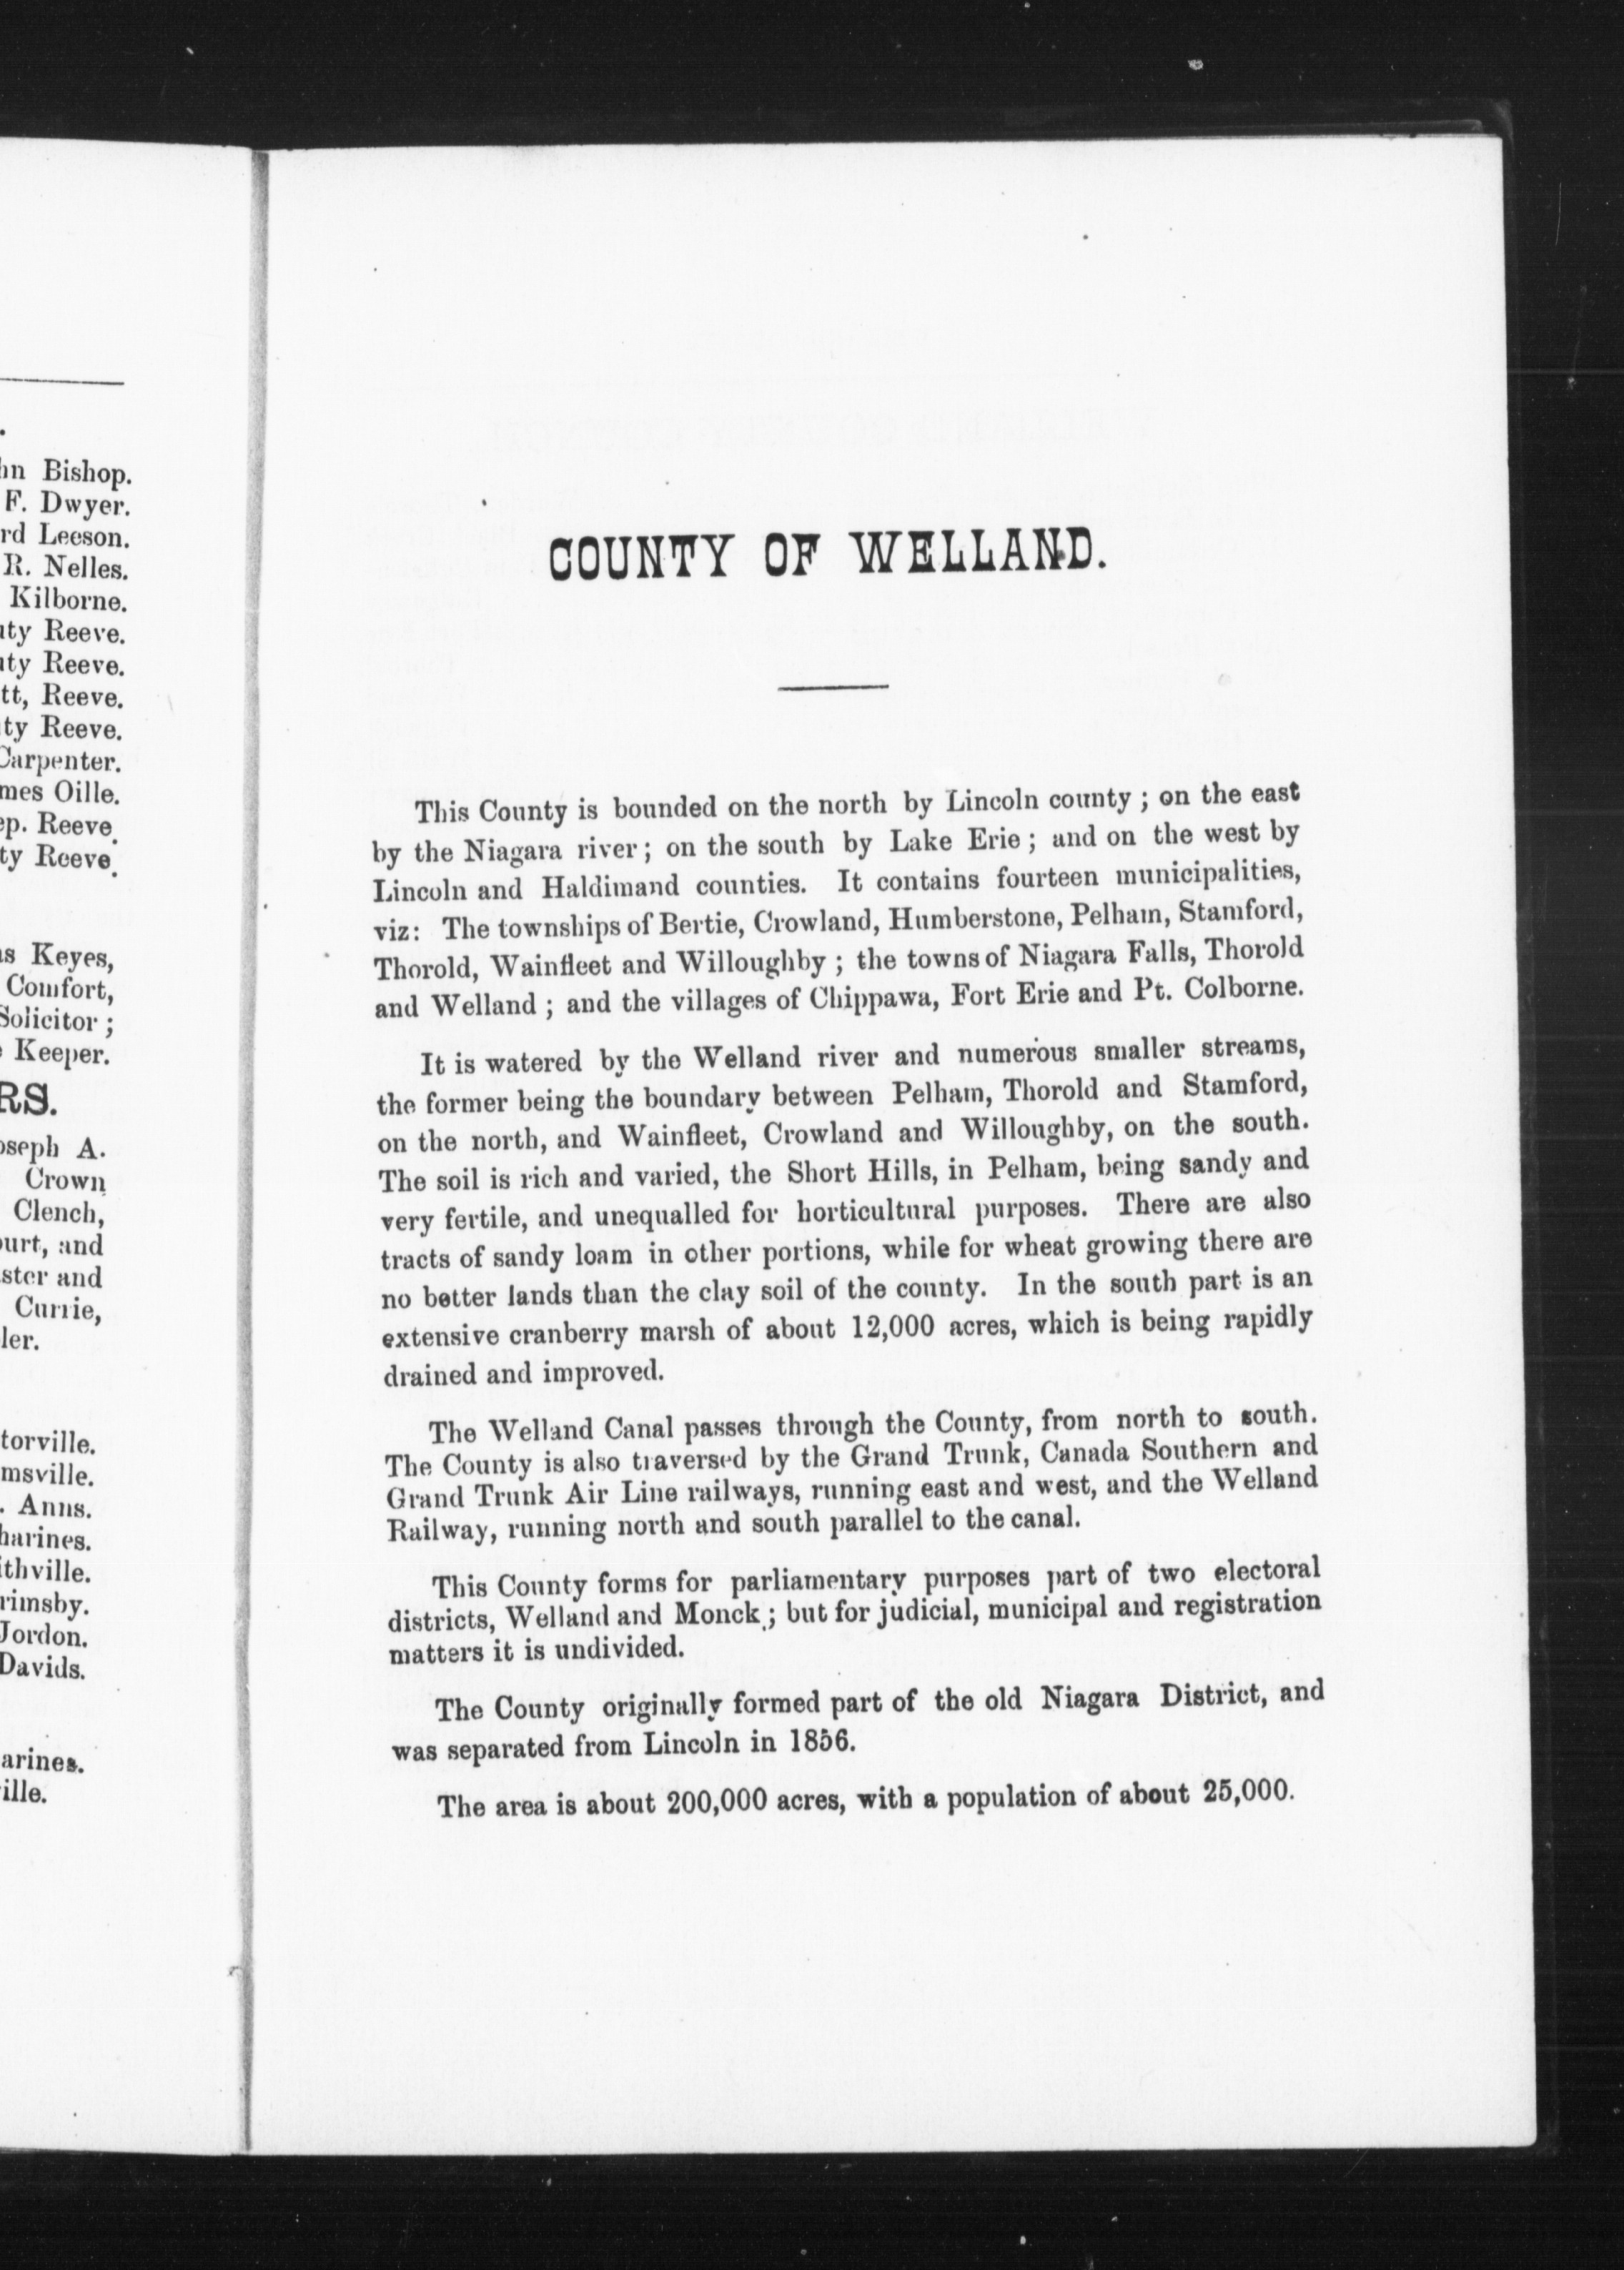 hn Bishop.
F. Dwyer.
rd Leeson.
R. Nelles.
Kilborne.
uty Reeve.
uty Reeve.
tt, Reeve.
ty Reeve.
Carpenter.
mes Oille.
ep. Reeve.
ty Reeve.
as Keyes,
Comfort,
Solicitor ;
Keeper.
RS.
oseph A.
Crown
Clench,
ourt, and
ster and
Currie,
ler.
torville.
msville.
. Anns.
harines.
ithville.
rimsby.
Jordon.
Davids.
arines.
ille.
COUNTY OF WELLAND.
This County is bounded on the north by Lincoln county ; on the east
by the Niagara river ; on the south by Lake Erie ; and on the west by
Lincoln and Haldimand counties. It contains fourteen municipalities,
viz: The townships of Bertie, Crowland, Humberstone, Pelham, Stamford,
Thorold, Wainfleet and Willoughby ; the towns of Niagara Falls, Thorold
and Welland ; and the villages of Chippawa, Fort Erie and Pt. Colborne.
It is watered by the Welland river and numerous smaller streams,
the former being the boundary between Pelham, Thorold and Stamford,
on the north, and Wainfleet, Crowland and Willoughby, on the south.
The soil is rich and varied, the Short Hills, in Pelham, being sandy and
very fertile, and unequalled for horticultural purposes. There are also
tracts of sandy loam in other portions, while for wheat growing there are
no better lands than the clay soil of the county. In the south part is an
extensive cranberry marsh of about 12,000 acres, which is being rapidly
drained and improved.
The Welland Canal passes through the County, from north to south.
The County is also traversed by the Grand Trunk, Canada Southern and
Grand Trunk Air Line railways, running east and west, and the Welland
Railway, running north and south parallel to the canal.
This County forms for parliamentary purposes part of two electoral
districts, Welland and Monck ; but for judicial, municipal and registration
matters it is undivided.
The County originally formed part of the old Niagara District, and
was separated from Lincoln in 1856.
The area is about 200,000 acres, with a population of about 25,000.